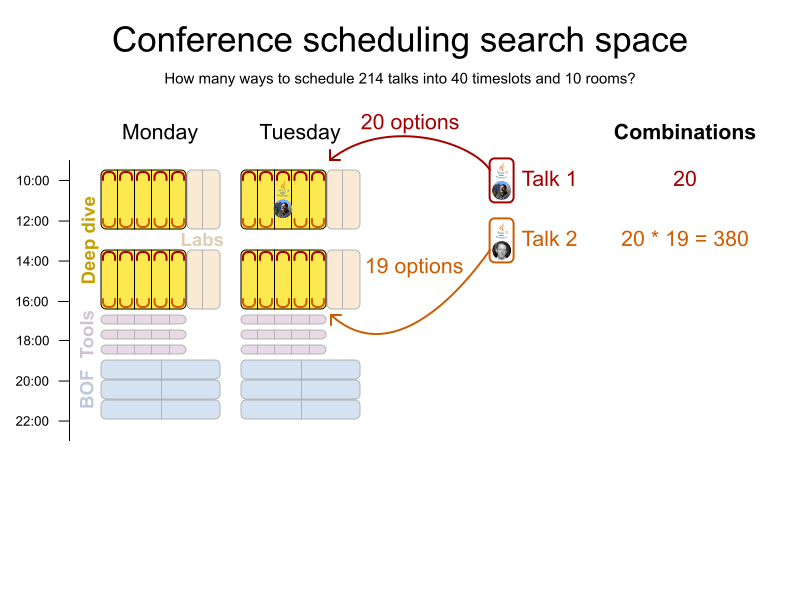 Conference scheduling search space
How many ways to schedule 214 talks into 40 timeslots and 10 rooms?
Monday
Tuesday
20 options
Combinations
10:00
Talk 1
20
12:00
Deep dive
Labs
Talk 2
20 * 19 = 380
14:00
19 options
16:00
Tools
18:00
BOF
20:00
22:00